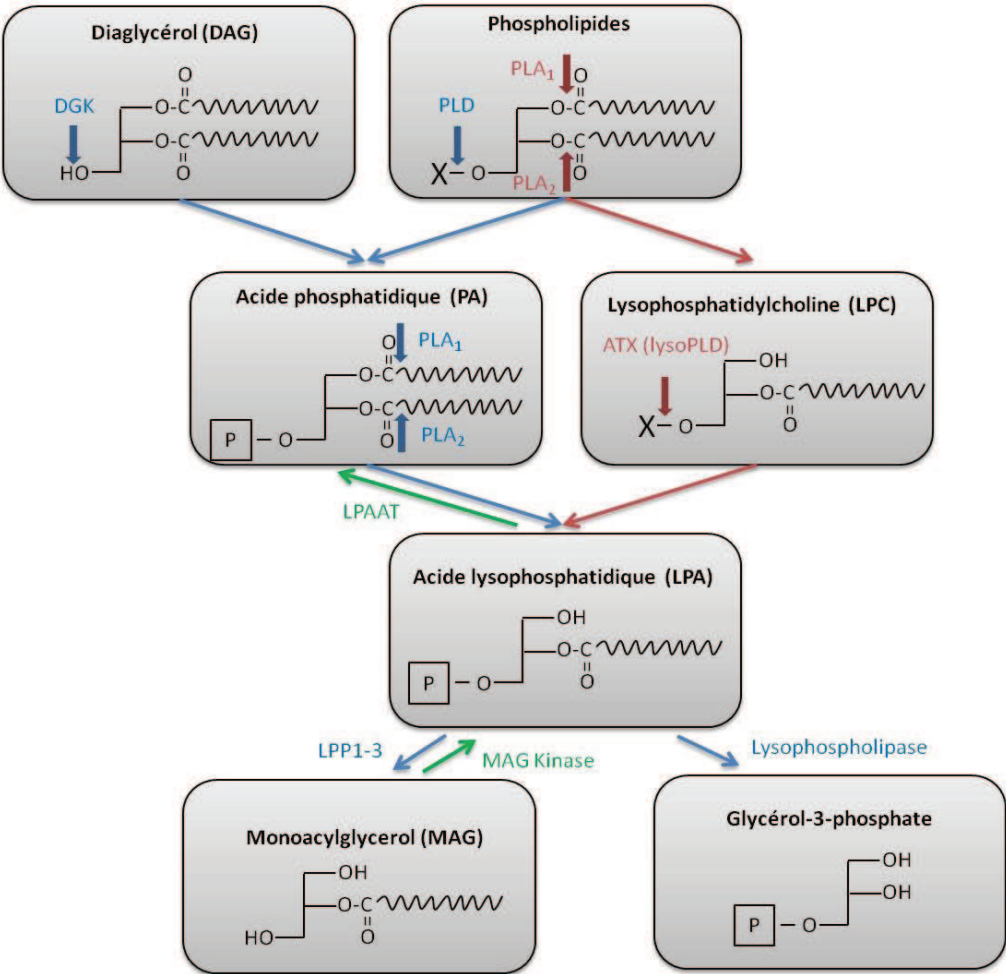 Diaglycérol (DAG)
O
DGK
O-C
O-C
HO
O
Phospholipides
PLA1
O
PLD
O-C
O-C
X-O
PLA2
O
Acide phosphatidique (PA)
O
PLA1
O-C
O-C
P - O
O
PLA2
Lysophosphatidylcholine (LPC)
ATX (lysoPLD)
OH
O-C
X-O
O
LPAAT
Acide lysophosphatidique (LPA)
OH
O-C
P - O
O
LPP1-3
MAG Kinase
Lysophospholipase
Monoacylglycerol (MAG)
OH
O-C
HO
O
Glycérol-3-phosphate
OH
OH
P - O